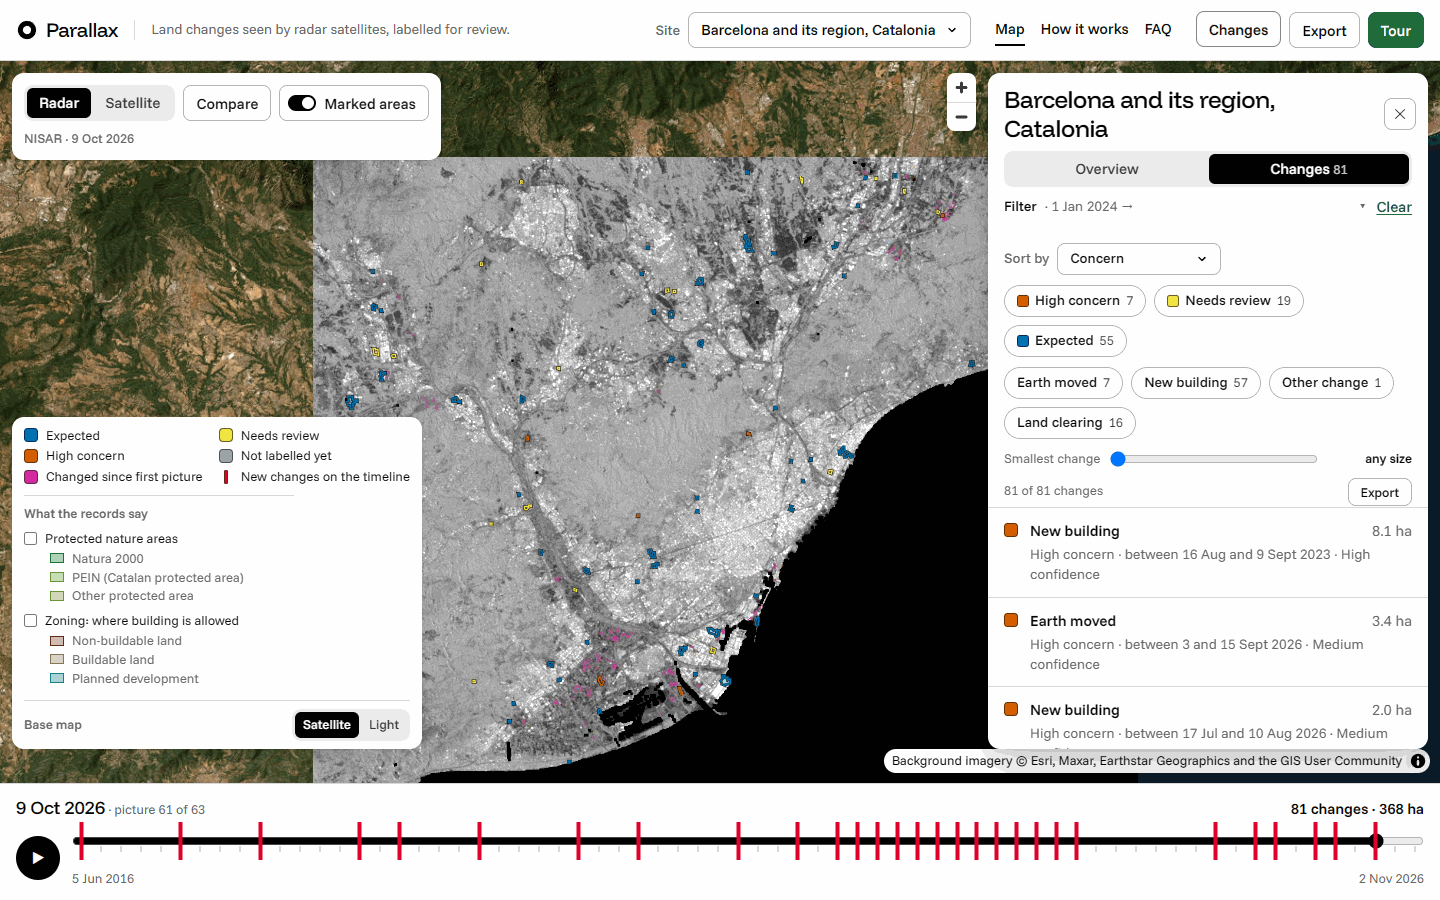 Parallax
Land changes seen by radar satellites, labelled for review.
Site
Barcelona and its region, Catalonia
Map
How it works
FAQ
Changes
Export
Tour
Radar
Satellite
Compare
Marked areas
NISAR · 9 Oct 2026
+
−
Expected
Needs review
High concern
Not labelled yet
Changed since first picture
New changes on the timeline
What the records say
Protected nature areas
Natura 2000
PEIN (Catalan protected area)
Other protected area
Zoning: where building is allowed
Non-buildable land
Buildable land
Planned development
Base map
Satellite
Light
Barcelona and its region,
Catalonia
Overview
Changes 81
Filter · 1 Jan 2024 →
Clear
Sort by
Concern
High concern 7
Needs review 19
Expected 55
Earth moved 7
New building 57
Other change 1
Land clearing 16
Smallest change
any size
81 of 81 changes
Export
New building
8.1 ha
High concern · between 16 Aug and 9 Sept 2023 · High
confidence
Earth moved
3.4 ha
High concern · between 3 and 15 Sept 2026 · Medium
confidence
New building
2.0 ha
High concern · between 17 Jul and 10 Aug 2026 · Medium
Background imagery © Esri, Maxar, Earthstar Geographics and the GIS User Community
9 Oct 2026 · picture 61 of 63
81 changes · 368 ha
5 Jun 2016
2 Nov 2026